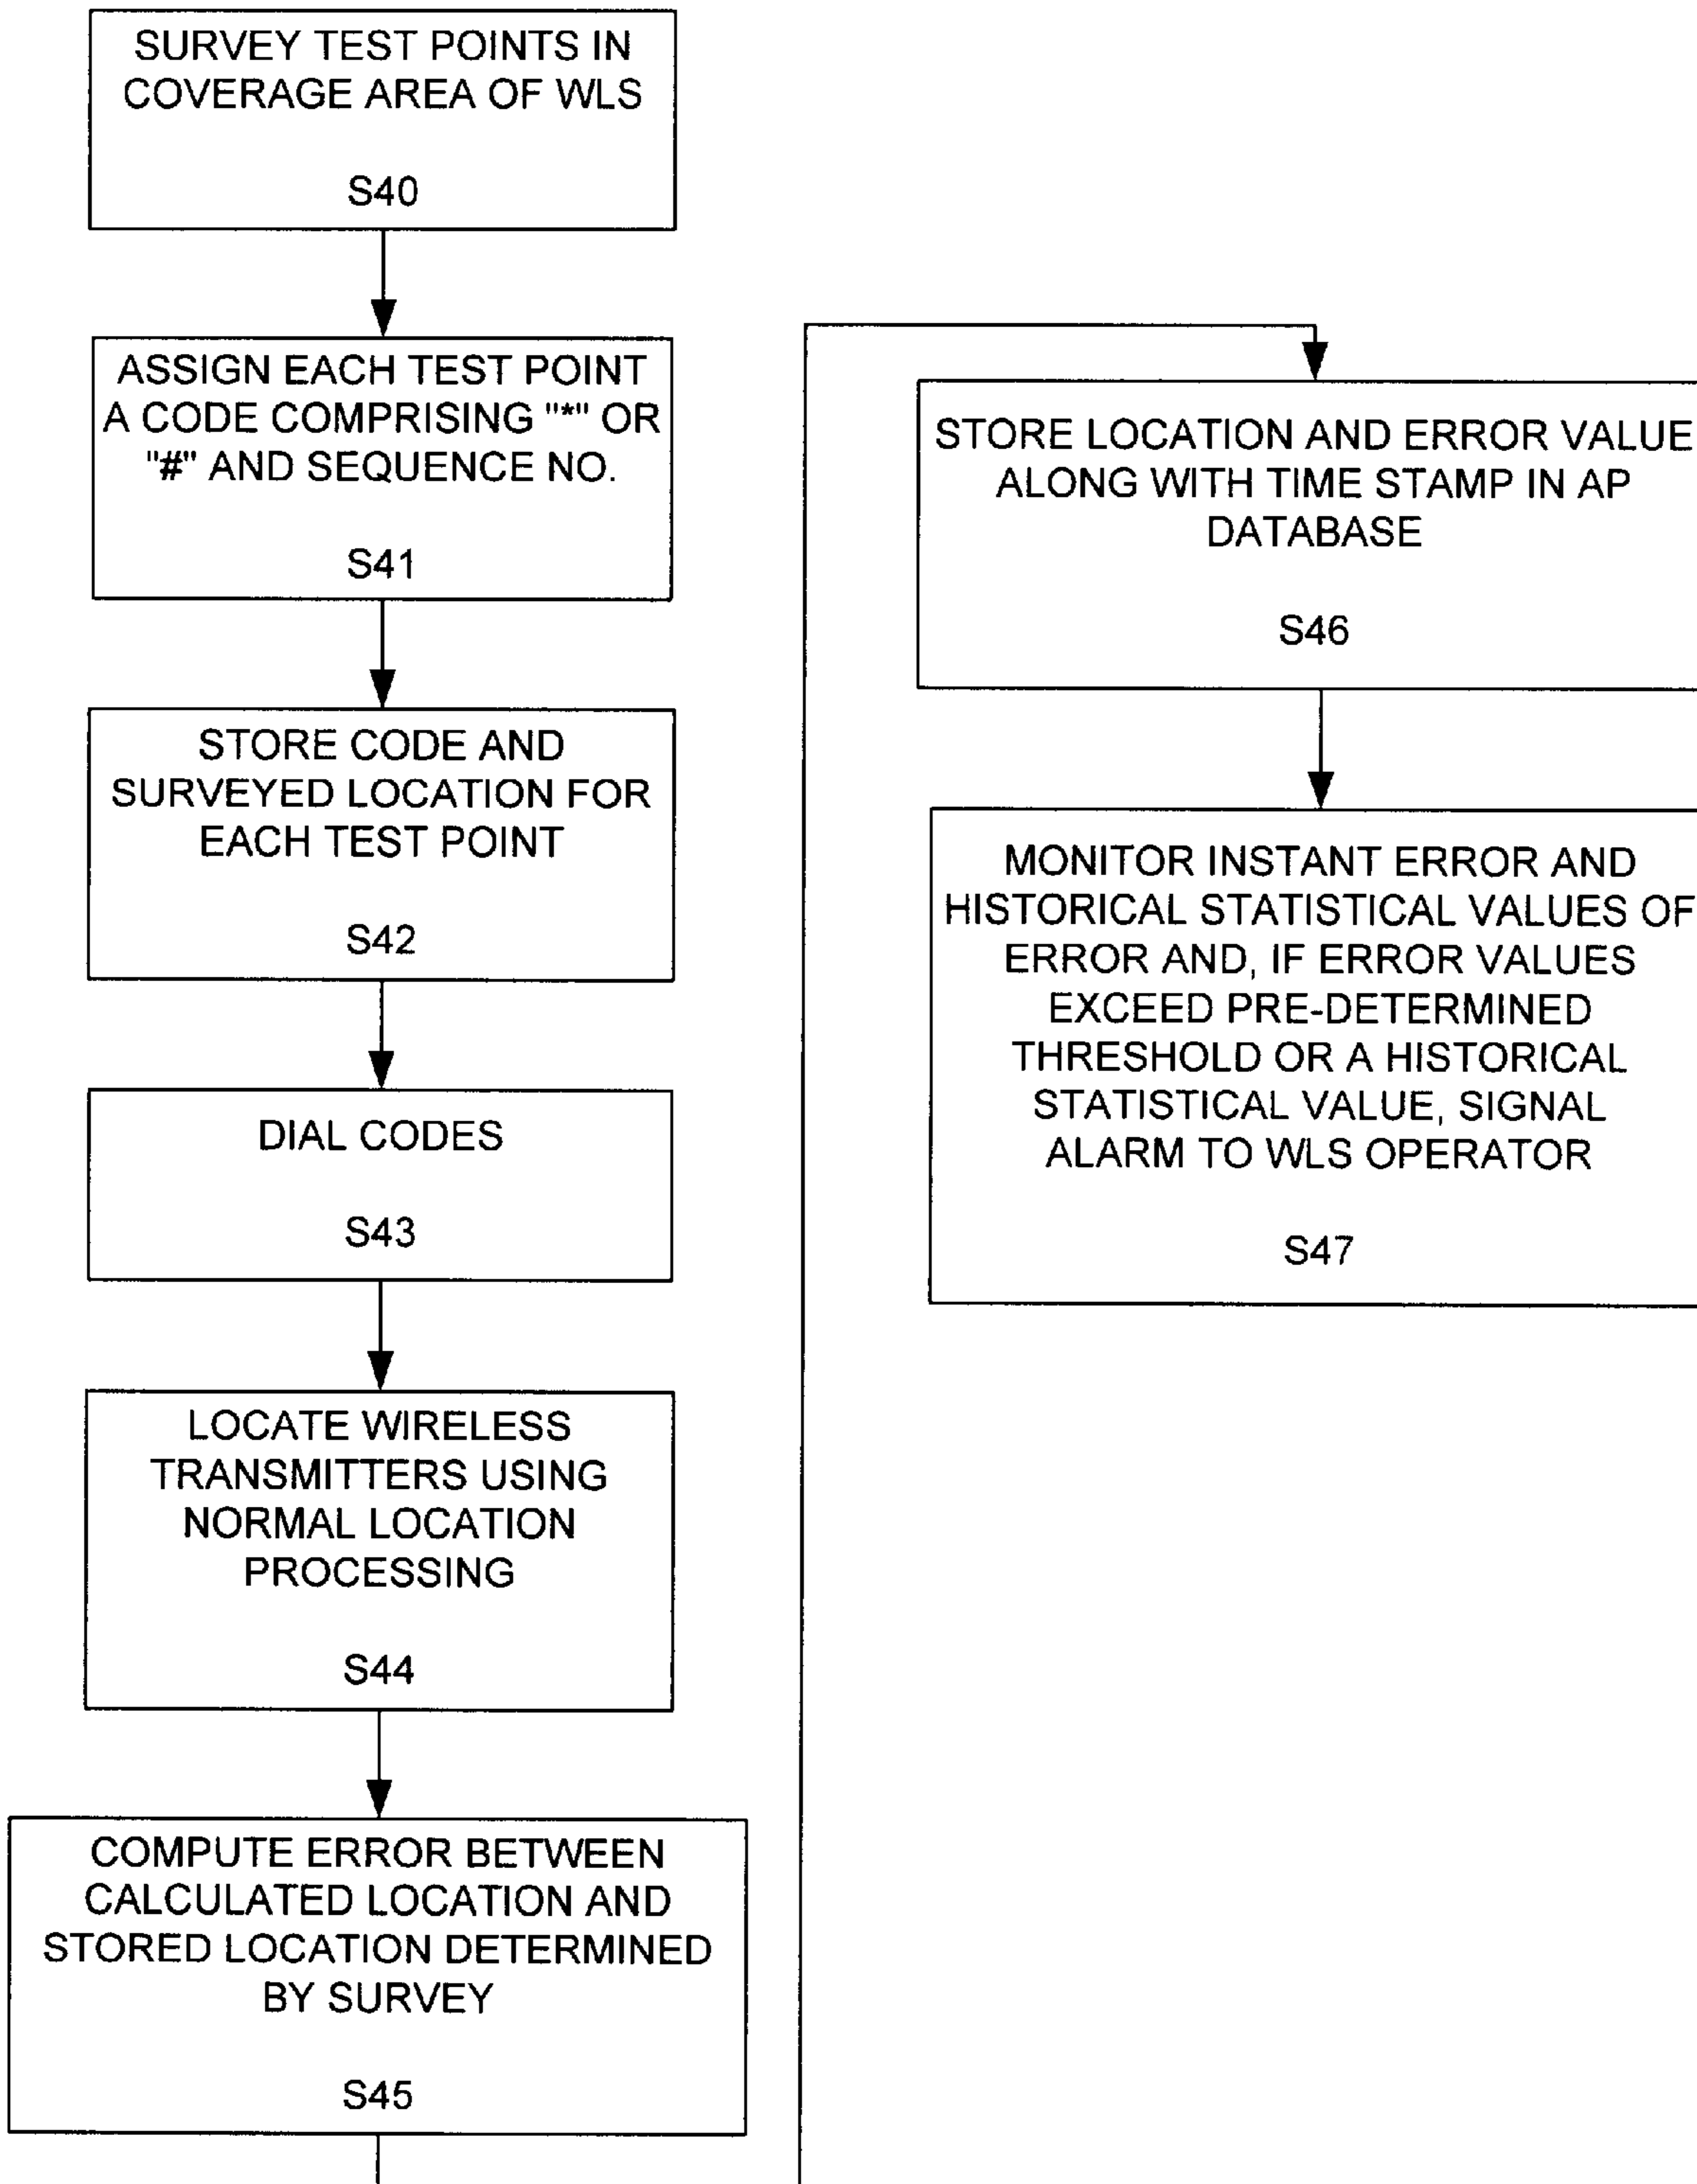 SURVEY TEST POINTS IN
COVERAGE AREA OF WLS
S40
ASSIGN EACH TEST POINT
A CODE COMPRISING "*" OR
"#" AND SEQUENCE NO.
S41
STORE CODE AND
SURVEYED LOCATION FOR
EACH TEST POINT
S42
DIAL CODES
S43
LOCATE WIRELESS
TRANSMITTERS USING
NORMAL LOCATION
PROCESSING
S44
COMPUTE ERROR BETWEEN
CALCULATED LOCATION AND
STORED LOCATION DETERMINED
BY SURVEY
S45
STORE LOCATION AND ERROR VALUE
ALONG WITH TIME STAMP IN AP
DATABASE
S46
MONITOR INSTANT ERROR AND
HISTORICAL STATISTICAL VALUES OF
ERROR AND, IF ERROR VALUES
EXCEED PRE-DETERMINED
THRESHOLD OR A HISTORICAL
STATISTICAL VALUE, SIGNAL
ALARM TO WLS OPERATOR
S47